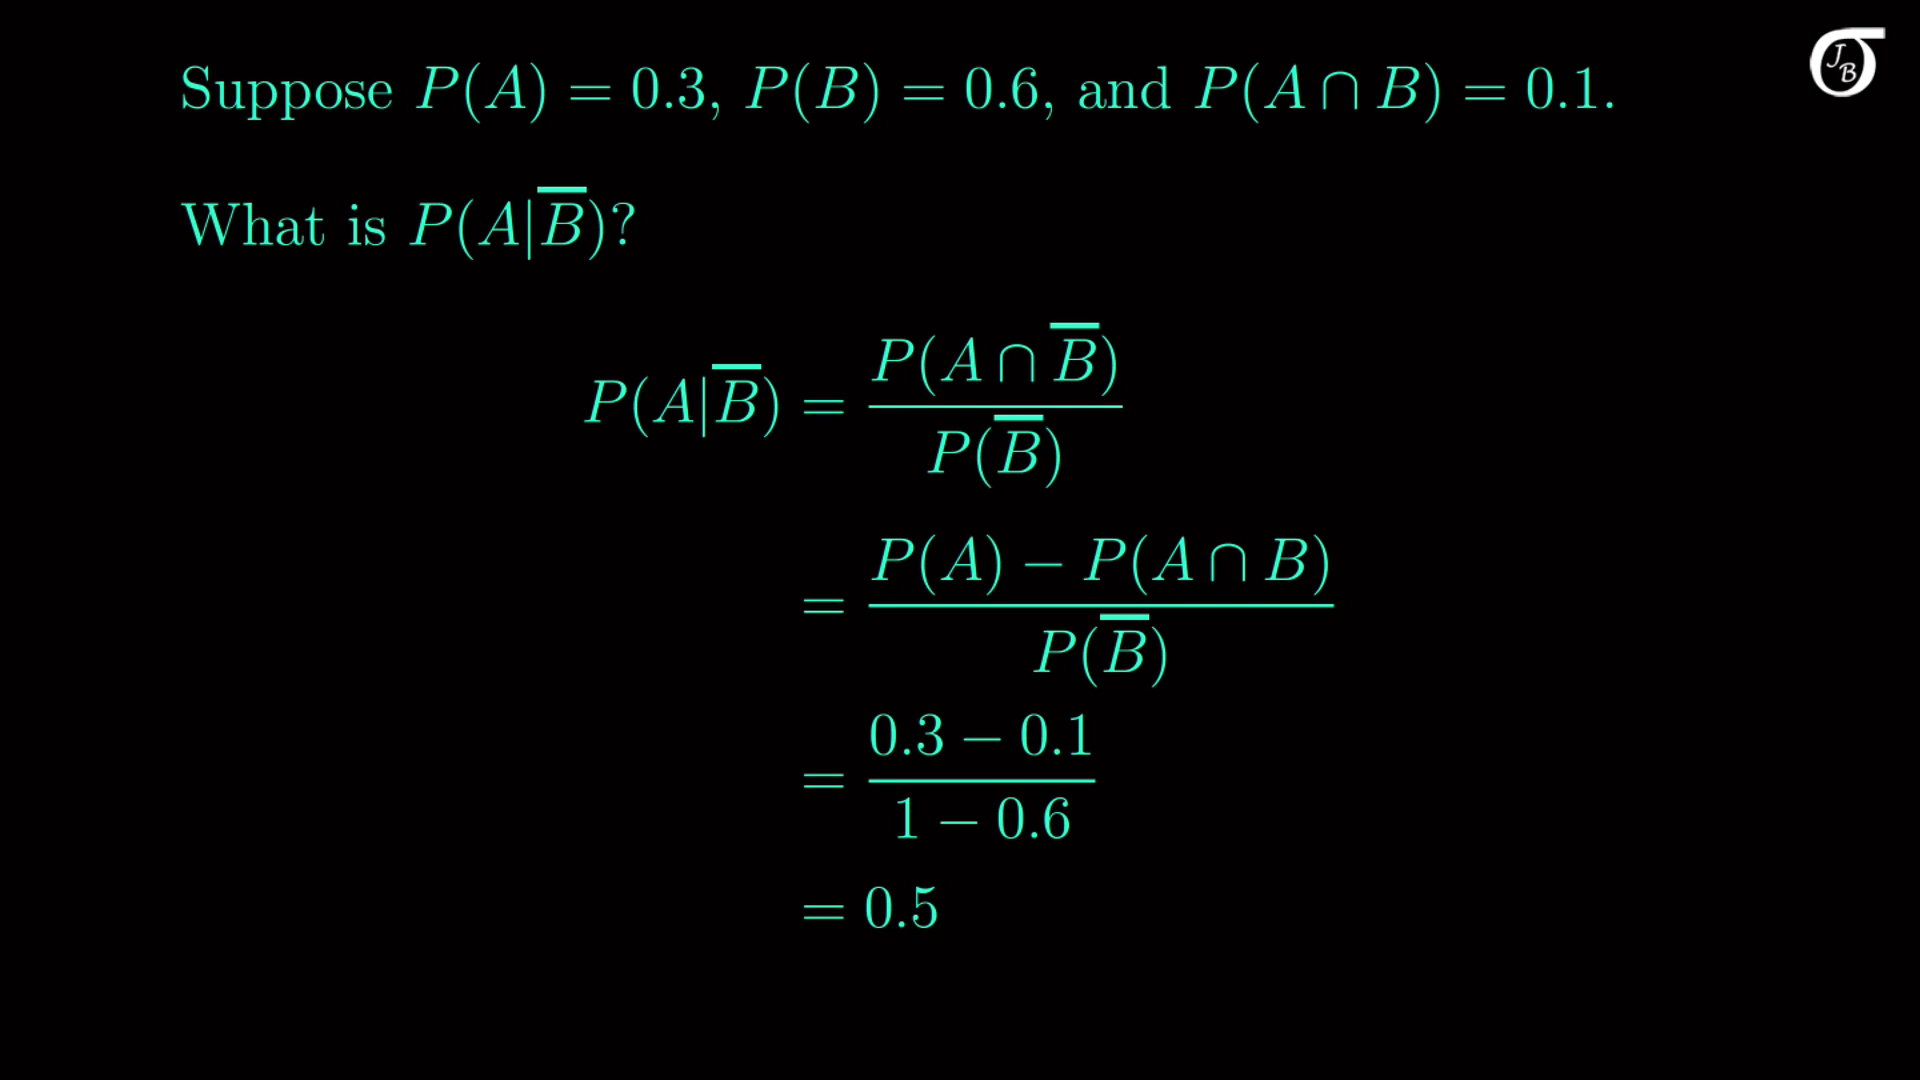 Suppose P(A) = 0.3, P(B) = 0.6, and P(A ∩ B) = 0.1.
JB
What is P(A|B̅)?
P(A|B̅) = P(A ∩ B̅) / P(B̅)
= P(A) − P(A ∩ B) / P(B̅)
= 0.3 − 0.1 / 1 − 0.6
= 0.5